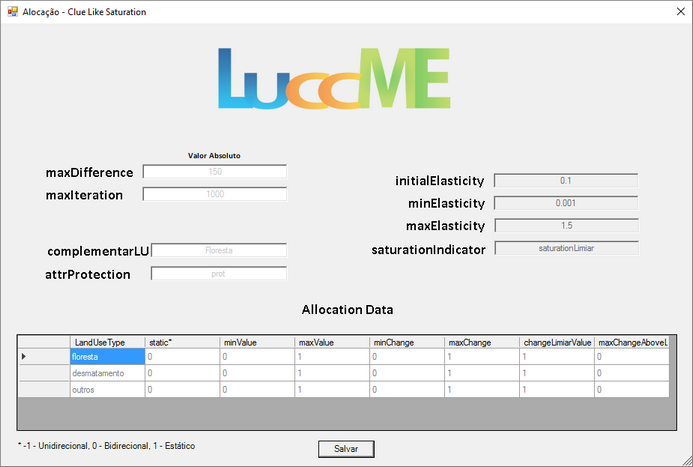 Alocação - Clue Like Saturation
LuccME
Valor Absoluto
maxDifference 150
maxIteration 1000
complementarLU floresta
attrProtection prot
initialElasticity 0.1
minElasticity 0.001
maxElasticity 1.5
saturationIndicator saturationLimiar
Allocation Data
LandUseType static* minValue maxValue minChange maxChange changeLimiarValue maxChangeAboveL
floresta 0 0 1 0 1 1 0
desmatamento 0 0 1 0 1 1 0
outros 0 0 1 0 1 1 0
* -1 - Unidirecional, 0 - Bidirecional, 1 - Estático
Salvar